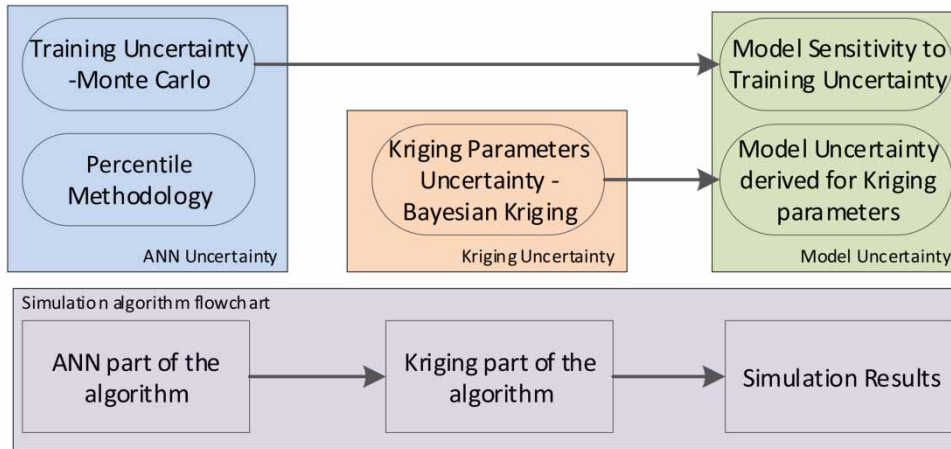 Training Uncertainty
-Monte Carlo
Percentile
Methodology
ANN Uncertainty
Kriging Parameters
Uncertainty -
Bayesian Kriging
Kriging Uncertainty
Model Sensitivity to
Training Uncertainty
Model Uncertainty
derived for Kriging
parameters
Model Uncertainty
Simulation algorithm flowchart
ANN part of the
algorithm
Kriging part of the
algorithm
Simulation Results